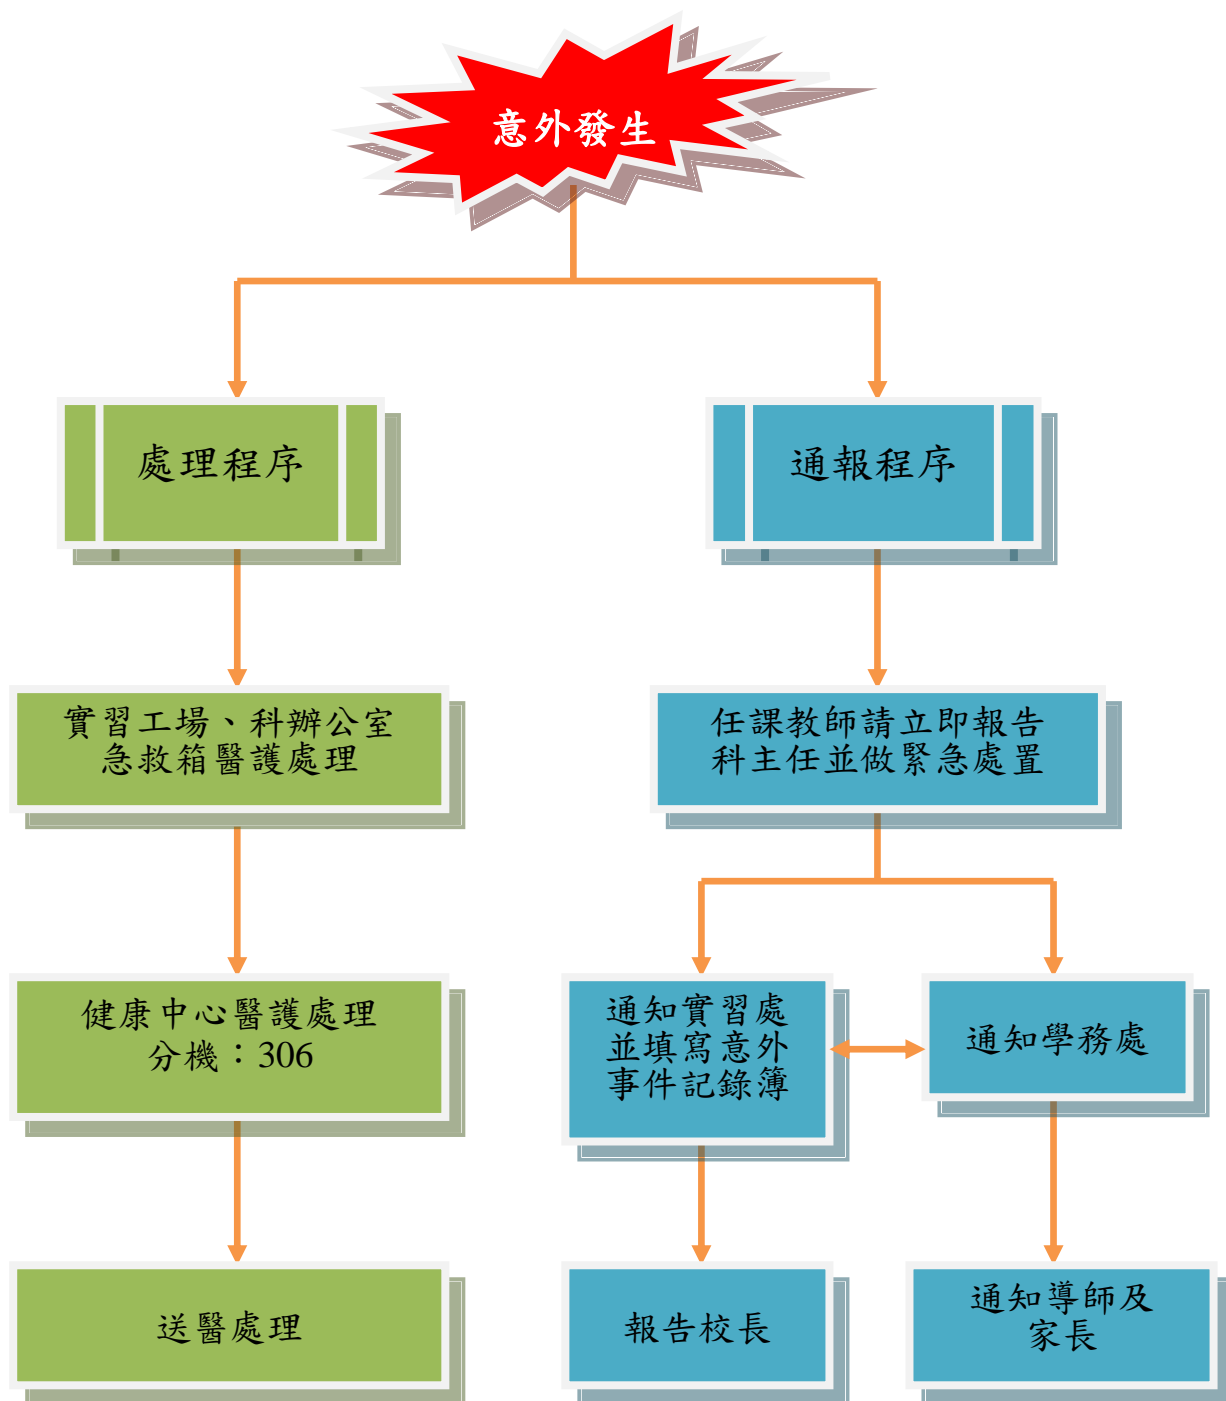 意外發生
處理程序
通報程序
實習工場、科辦公室
急救箱醫護處理
任課教師請立即報告
科主任並做緊急處置
健康中心醫護處理
分機：306
通知實習處
並填寫意外
事件記錄簿
通知學務處
送醫處理
報告校長
通知導師及
家長